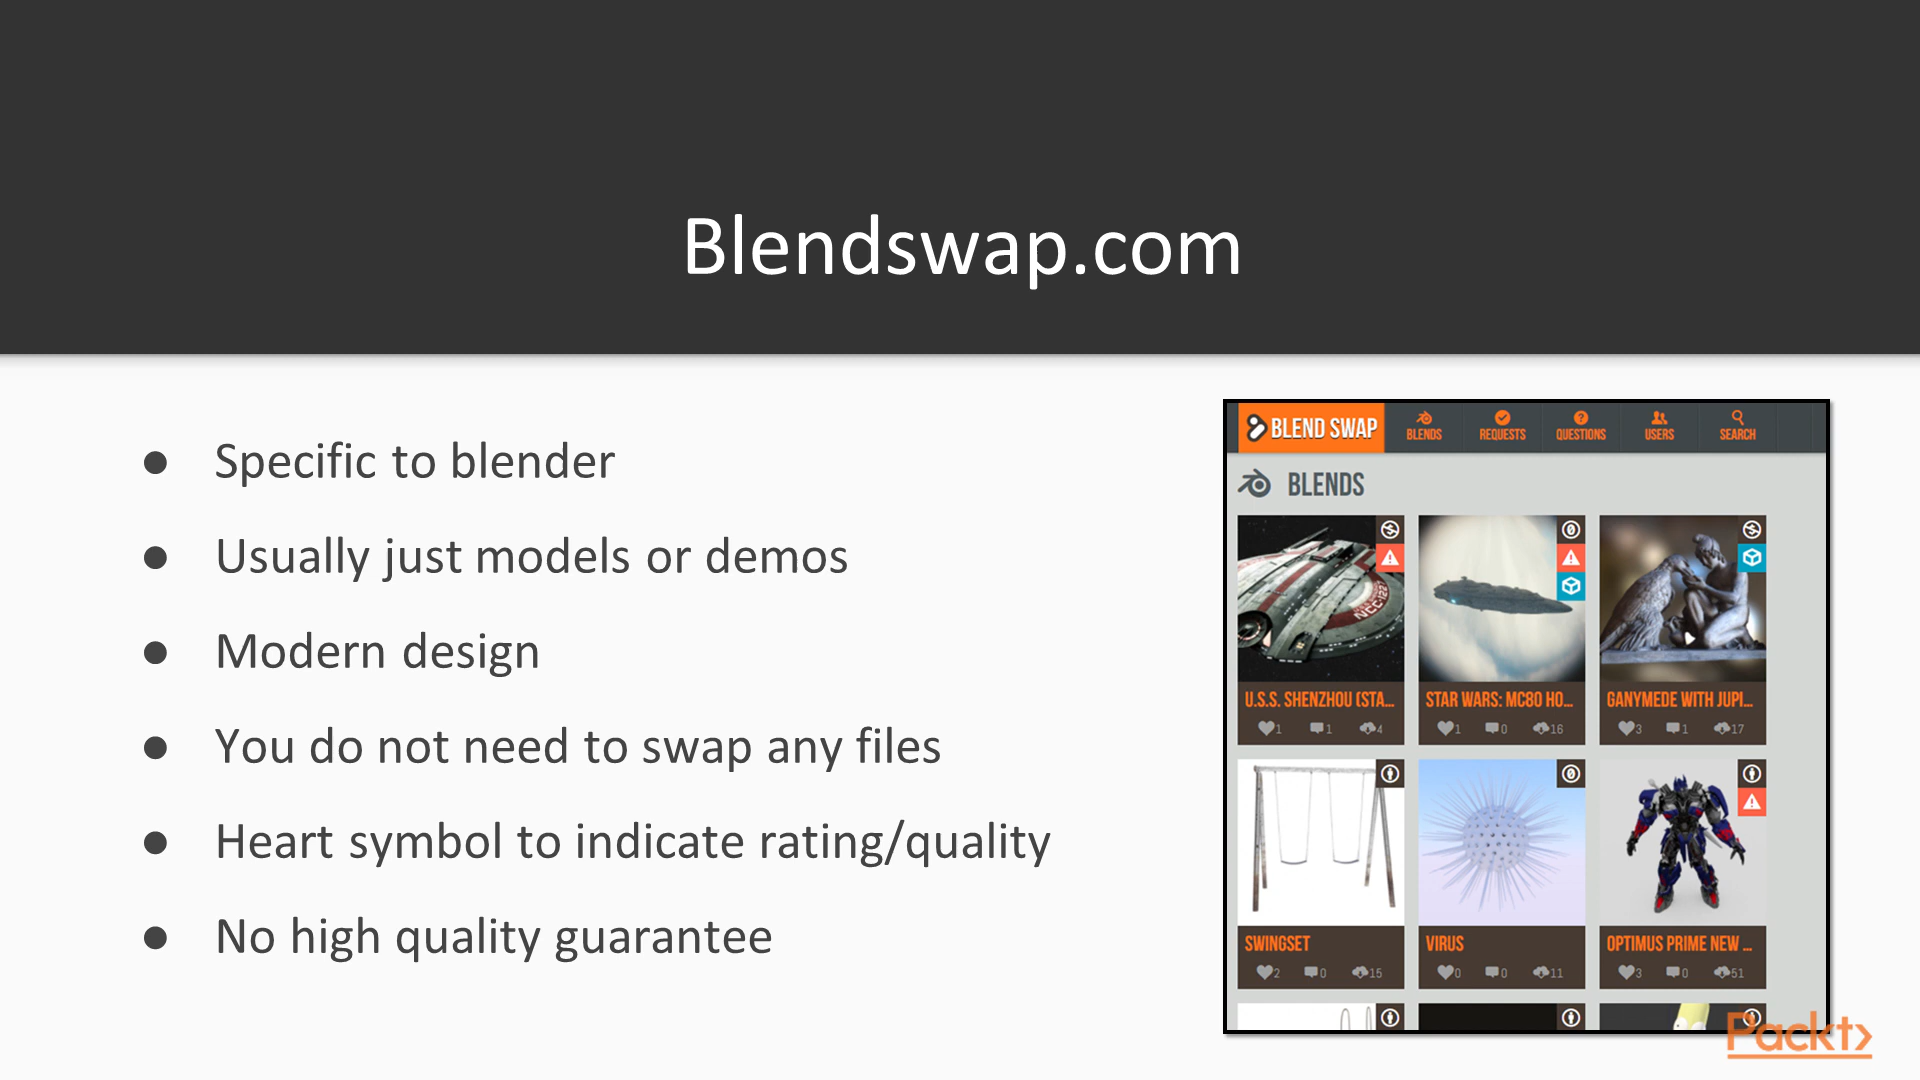 Blendswap.com
● Specific to blender
● Usually just models or demos
● Modern design
● You do not need to swap any files
● Heart symbol to indicate rating/quality
● No high quality guarantee
BLEND SWAP
BLENDS
REQUESTS
QUESTIONS
USERS
SEARCH
BLENDS
NCC-1227
U.S.S. SHENZHOU (STA...
1 1 4
STAR WARS: MC80 HO...
1 0 16
GANYMEDE WITH JUPI...
3 1 17
SWINGSET
2 0 15
VIRUS
0 0 11
OPTIMUS PRIME NEW ...
3 0 51
Packt>